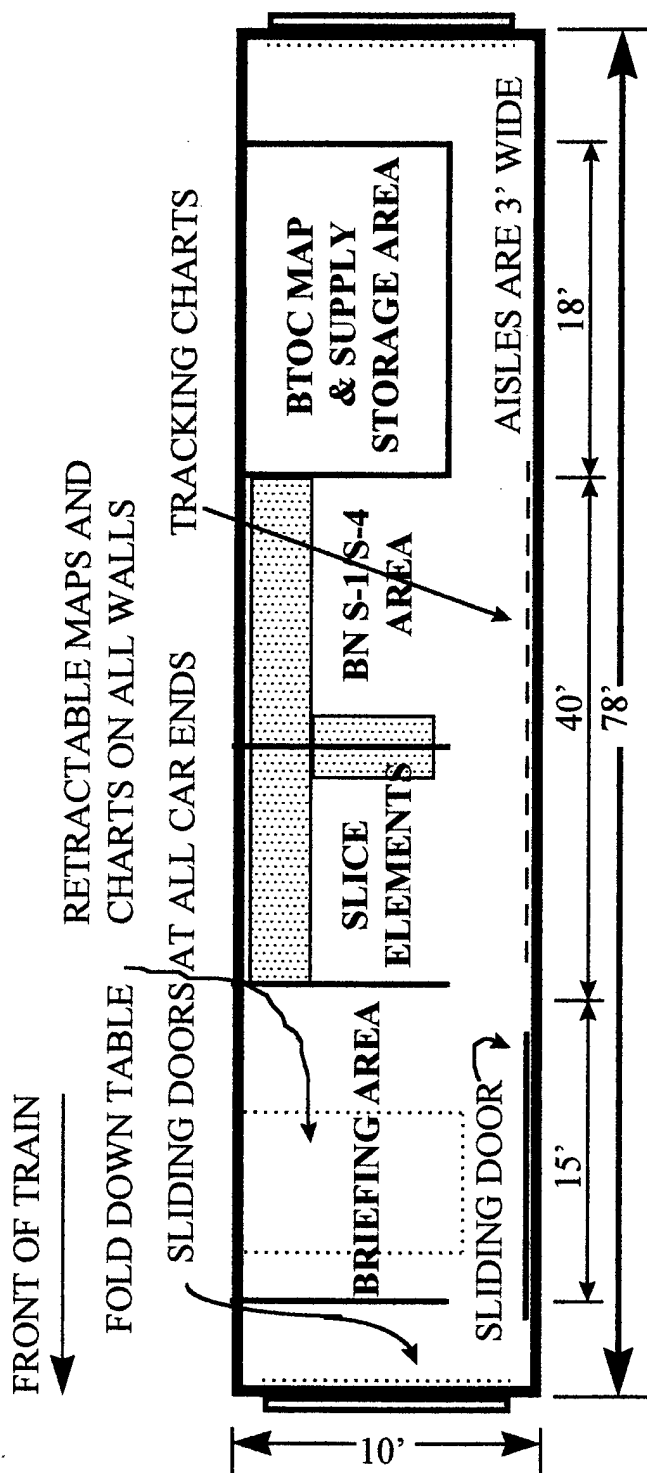 FRONT OF TRAIN
RETRACTABLE MAPS AND
CHARTS ON ALL WALLS
FOLD DOWN TABLE
SLIDING DOORS AT ALL CAR ENDS
TRACKING CHARTS
BRIEFING AREA
SLICE
ELEMENTS
BN S-1/S-4
AREA
BTOC MAP
& SUPPLY
STORAGE AREA
SLIDING DOOR
AISLES ARE 3' WIDE
10'
15'
40'
18'
78'